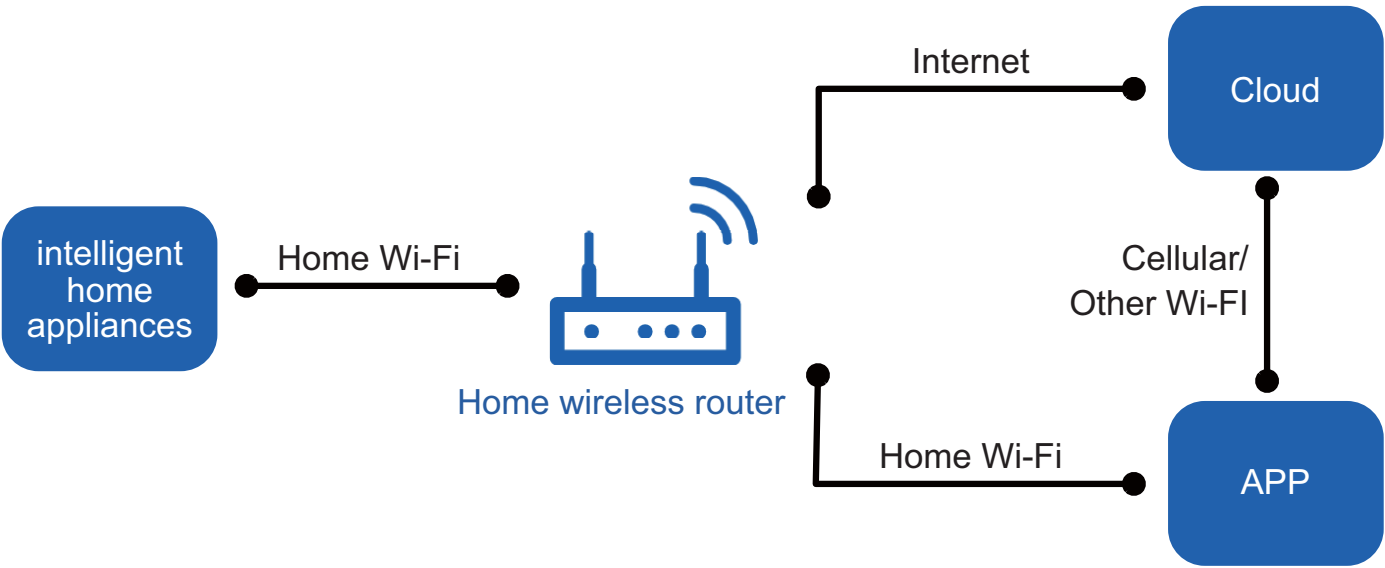 Internet
Cloud
intelligent
home
appliances
Home Wi-Fi
Cellular/
Other Wi-FI
Home wireless router
Home Wi-Fi
APP